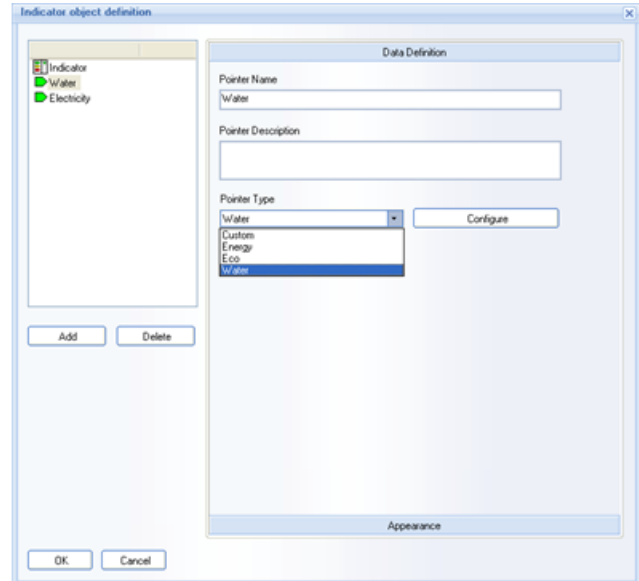 Indicator object definition
Indicator
Water
Electricity
Add
Delete
Data Definition
Pointer Name
Water
Pointer Description
Pointer Type
Water
Configure
Custom
Energy
Eco
Water
Appearance
OK
Cancel